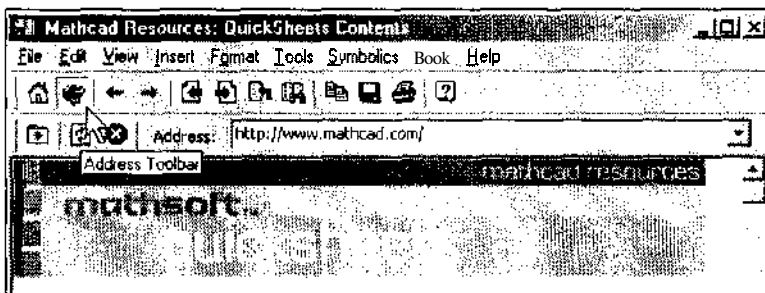 Mathcad Resources: QuickSheets Contents
File Edit View Insert Format Tools Symbolics Book Help
Address: http://www.mathcad.com/
Address Toolbar
mathcad resources
mathsoft